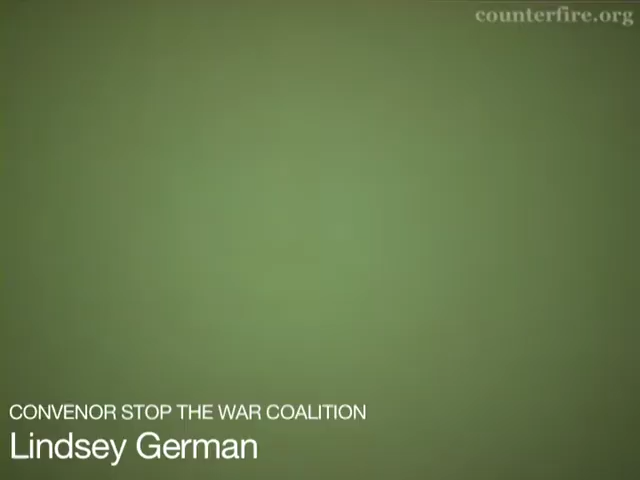 counterfire.org
CONVENOR STOP THE WAR COALITION
Lindsey German